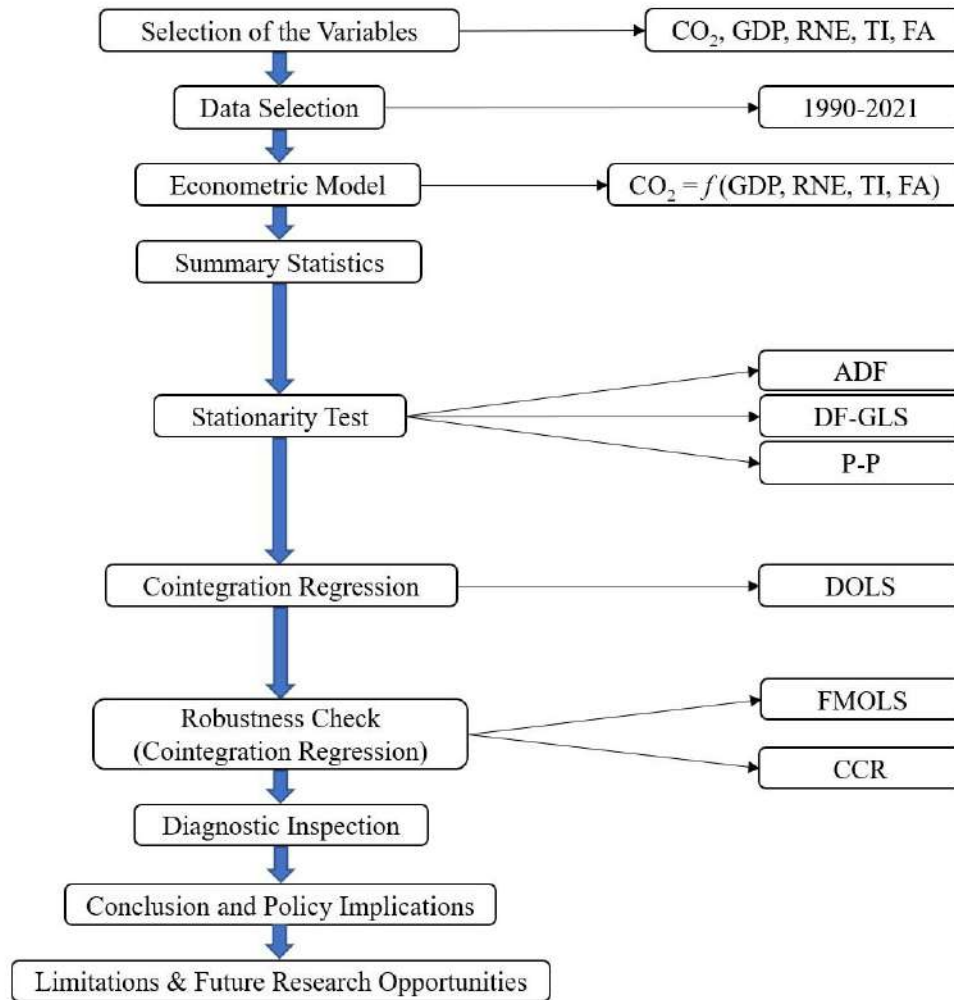 Selection of the Variables
CO₂, GDP, RNE, TI, FA
Data Selection
1990-2021
Econometric Model
CO₂ = f (GDP, RNE, TI, FA)
Summary Statistics
Stationarity Test
ADF
DF-GLS
P-P
Cointegration Regression
DOLS
Robustness Check
(Cointegration Regression)
FMOLS
CCR
Diagnostic Inspection
Conclusion and Policy Implications
Limitations & Future Research Opportunities